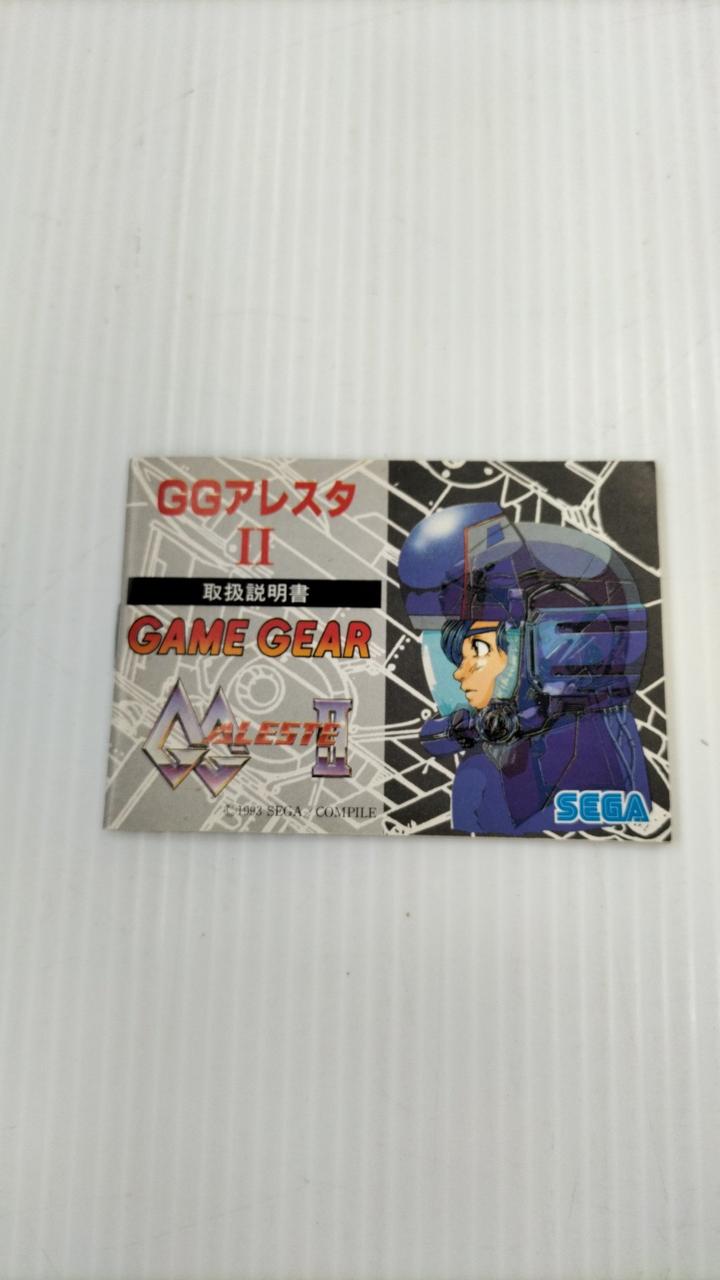 GGアレスタ
II
取扱説明書
GAME GEAR
GG ALESTE II
© 1993 SEGA / COMPILE
SEGA